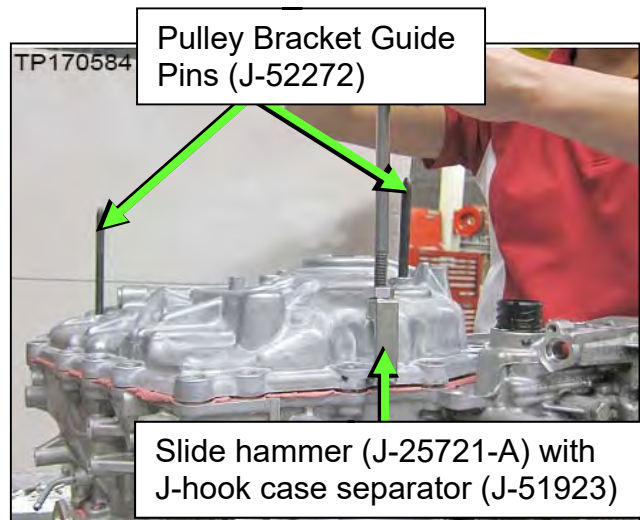 Pulley Bracket Guide
Pins (J-52272)
TP170584
Slide hammer (J-25721-A) with
J-hook case separator (J-51923)